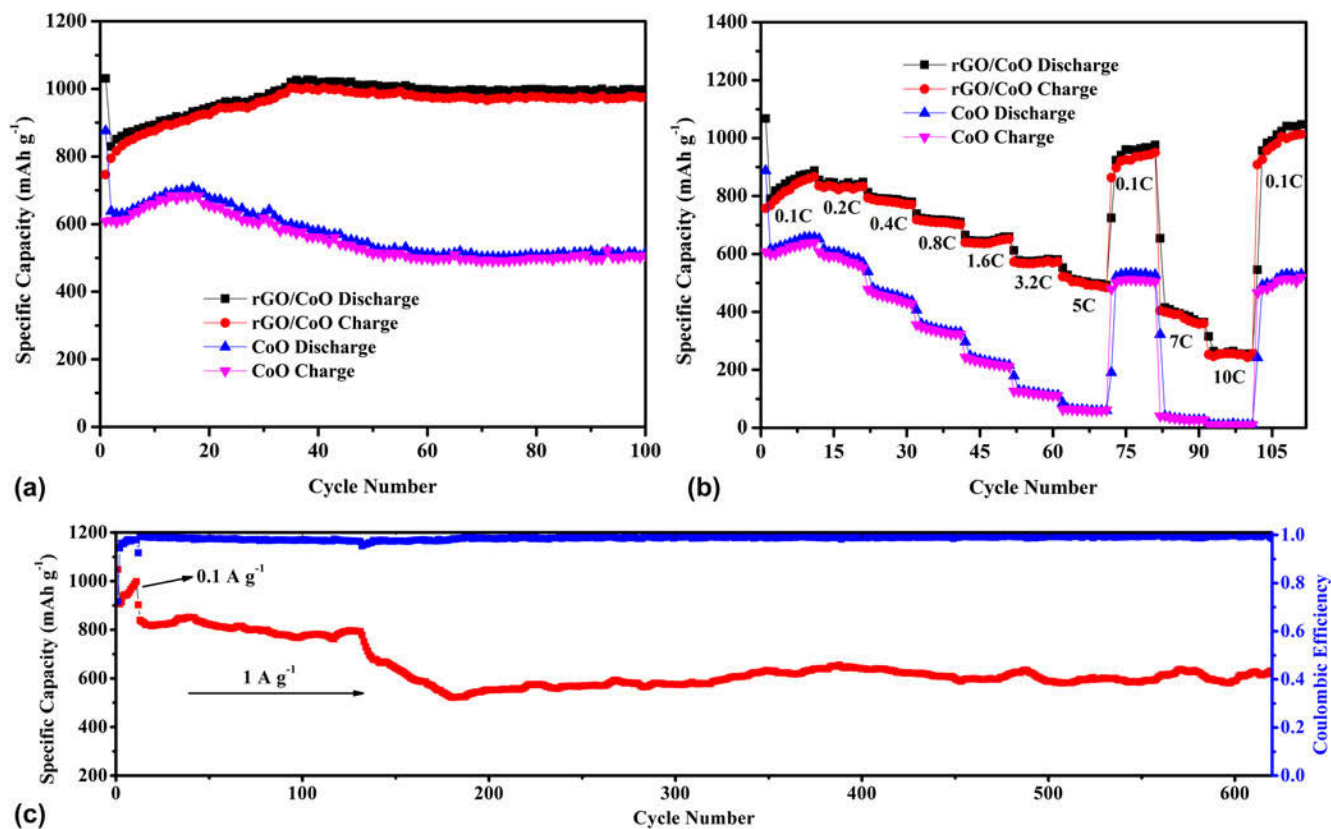 1200
1000
800
600
400
200
0
Specific Capacity (mAh g⁻¹)
rGO/CoO Discharge
rGO/CoO Charge
CoO Discharge
CoO Charge
0 20 40 60 80 100
Cycle Number
(a)
1400
1200
1000
800
600
400
200
0
Specific Capacity (mAh g⁻¹)
rGO/CoO Discharge
rGO/CoO Charge
CoO Discharge
CoO Charge
0.1C
0.2C
0.4C
0.8C
1.6C
3.2C
5C
0.1C
7C
10C
0.1C
0 15 30 45 60 75 90 105
Cycle Number
(b)
1200
1000
800
600
400
200
Specific Capacity (mAh g⁻¹)
0.1 A g⁻¹
1 A g⁻¹
1.0
0.8
0.6
0.4
0.2
0.0
Coulombic Efficiency
0 100 200 300 400 500 600
Cycle Number
(c)